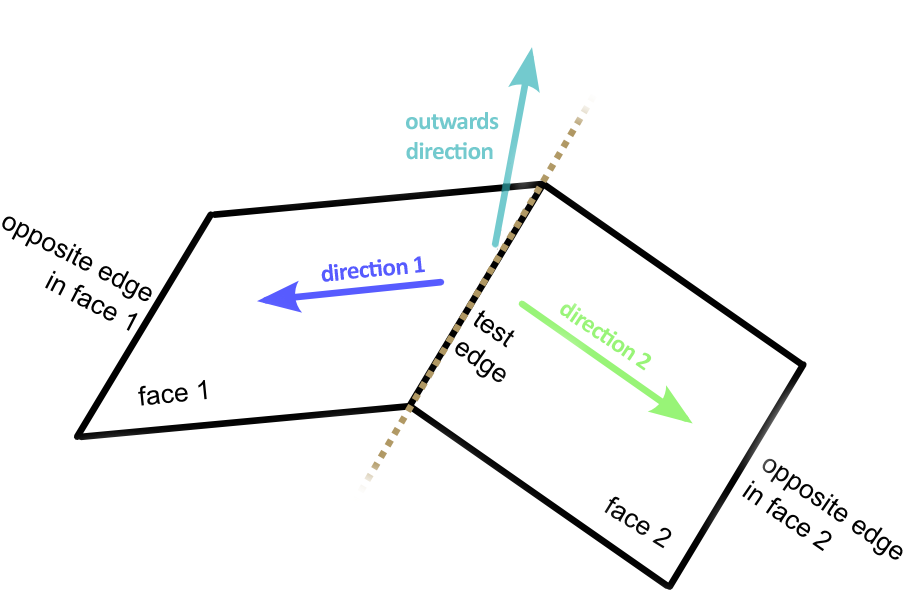 outwards
direction
opposite edge
in face 1
direction 1
direction 2
test
edge
face 1
opposite edge
in face 2
face 2